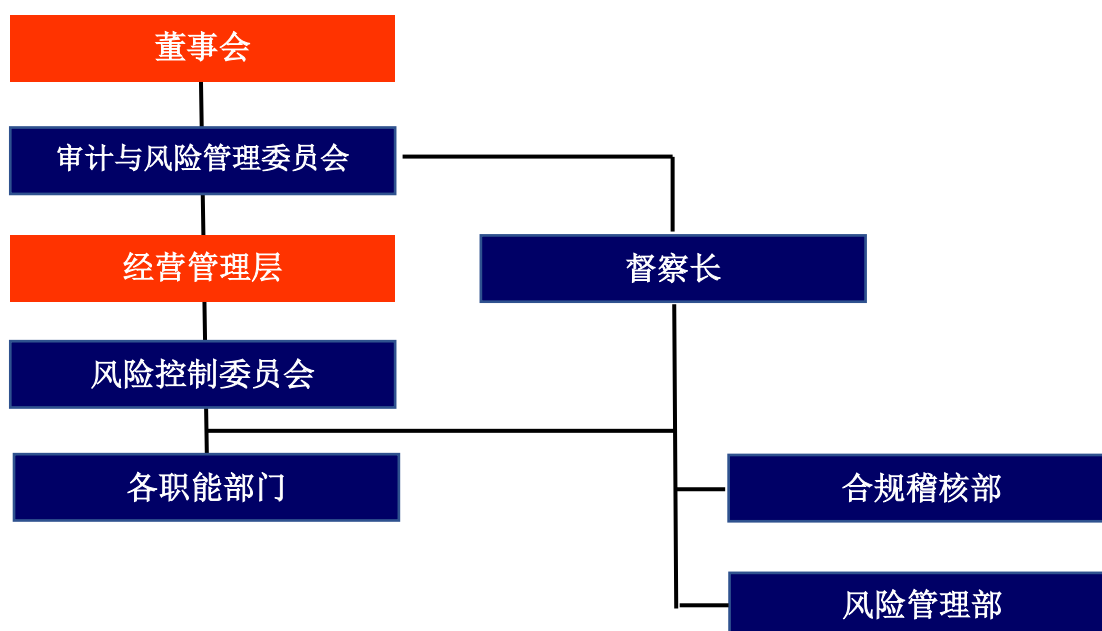 董事会
审计与风险管理委员会
经营管理层
督察长
风险控制委员会
各职能部门
合规稽核部
风险管理部